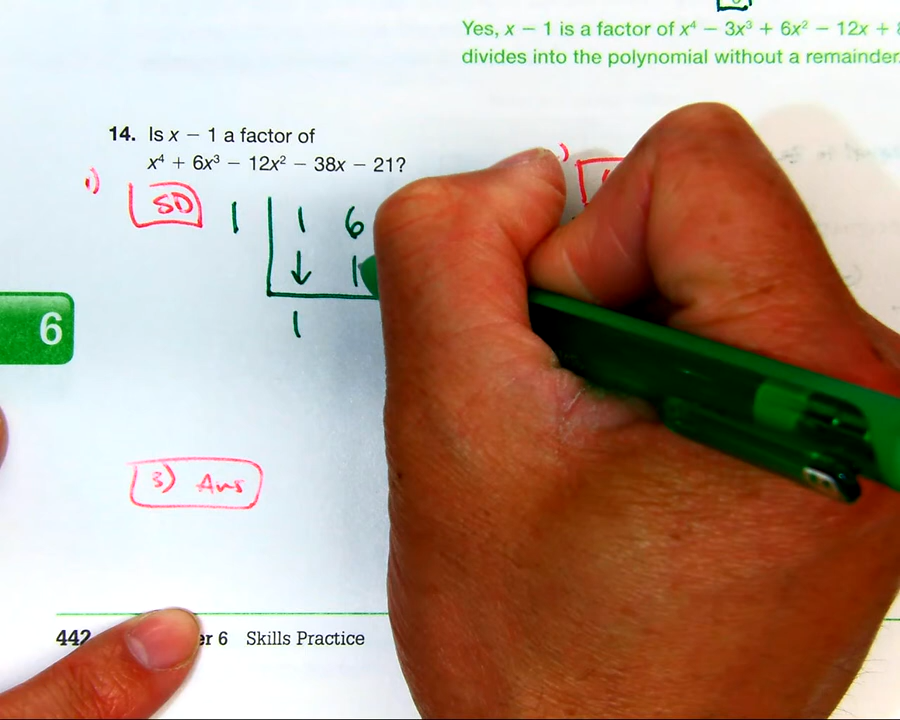 Yes, x − 1 is a factor of x⁴ − 3x³ + 6x² − 12x +
divides into the polynomial without a remainder
14. Is x − 1 a factor of
x⁴ + 6x³ − 12x² − 38x − 21?
1) SD
1 1 6
↓ 1
1
6
3) Ans
442
6 Skills Practice